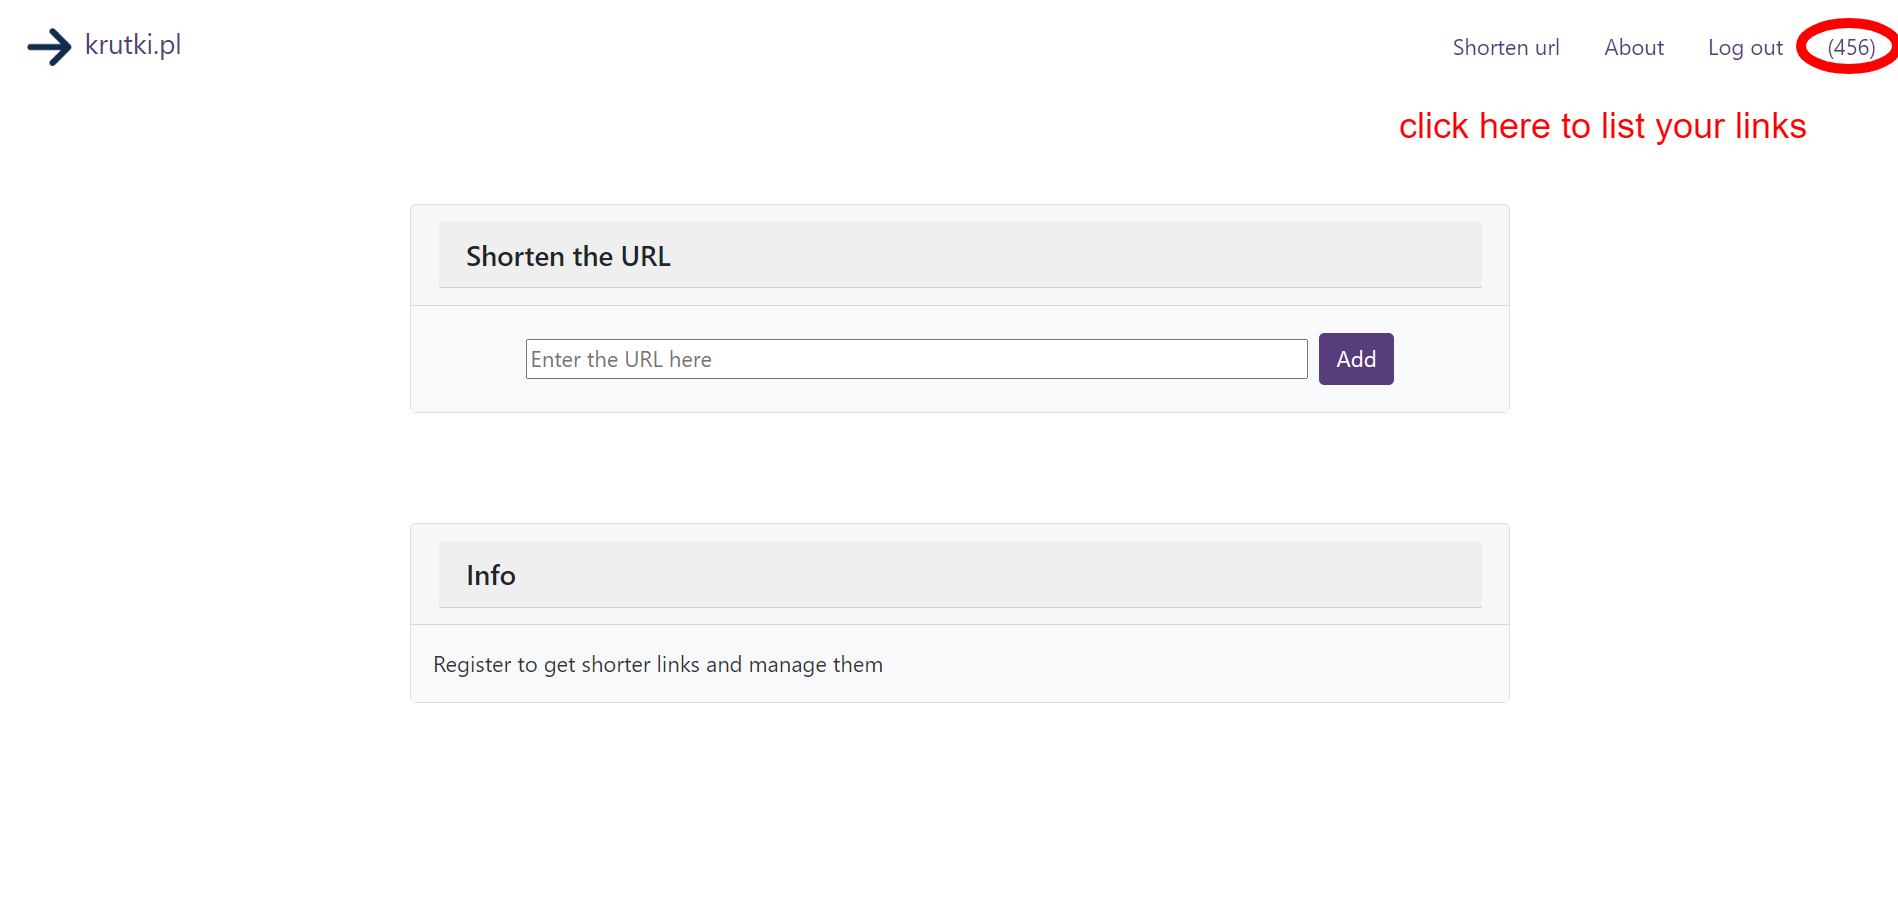 krutki.pl
Shorten url About Log out (456)
click here to list your links
Shorten the URL
Enter the URL here Add
Info
Register to get shorter links and manage them